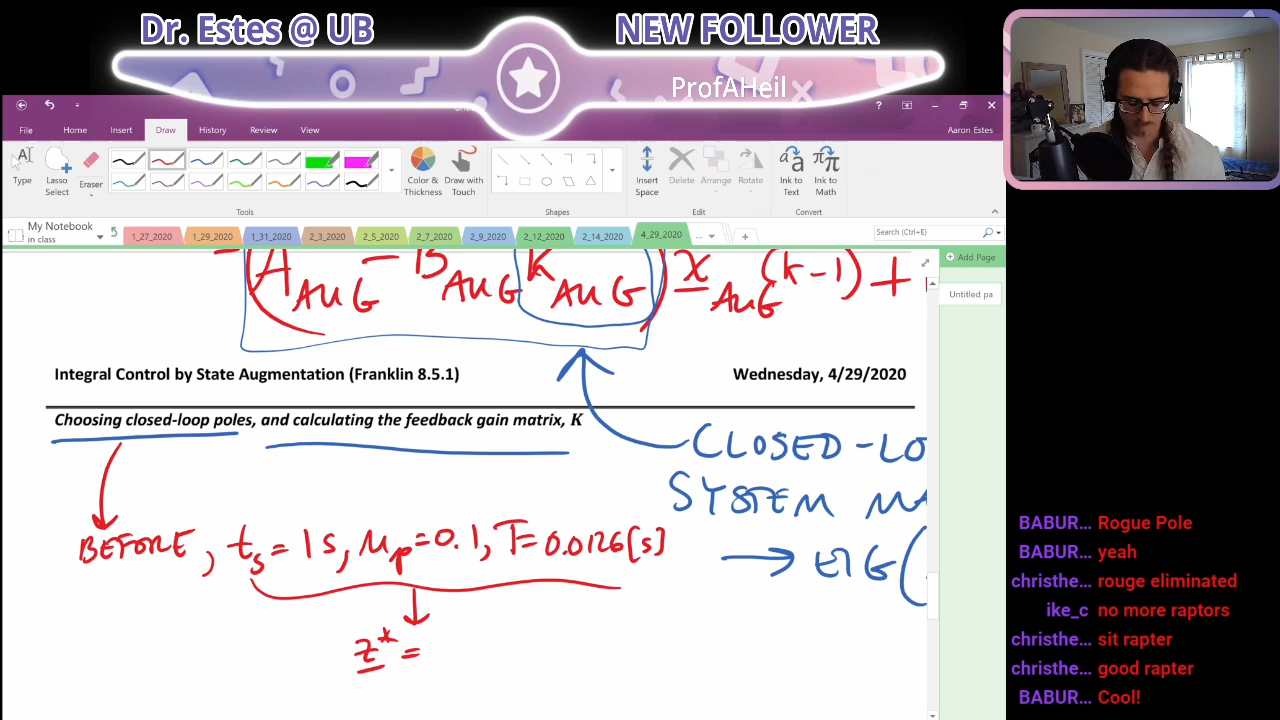 Dr. Estes @ UB
NEW FOLLOWER
ProfAHeil
File Home Insert Draw History Review View
Aaron Estes
Type
Lasso Select
Eraser
Color & Thickness
Draw with Touch
Insert Space
Delete
Arrange
Rotate
Ink to Text
Ink to Math
Tools
Shapes
Edit
Convert
My Notebook
in class
1_27_2020 1_29_2020 1_31_2020 2_3_2020 2_5_2020 2_7_2020 2_9_2020 2_12_2020 2_14_2020 4_29_2020 ...
Search (Ctrl+E)
Add Page
Untitled pa
(A_AUG - B_AUG K_AUG) x_AUG (k-1) +
Integral Control by State Augmentation (Franklin 8.5.1)
Wednesday, 4/29/2020
Choosing closed-loop poles, and calculating the feedback gain matrix, K
CLOSED-LO
SYSTEM MA
→ EIG(
BEFORE, t_s = 1s, M_p = 0.1, T = 0.0126[s]
z* =
BABUR... Rogue Pole
BABUR... yeah
christhe... rouge eliminated
ike_c no more raptors
christhe... sit rapter
christhe... good rapter
BABUR... Cool!